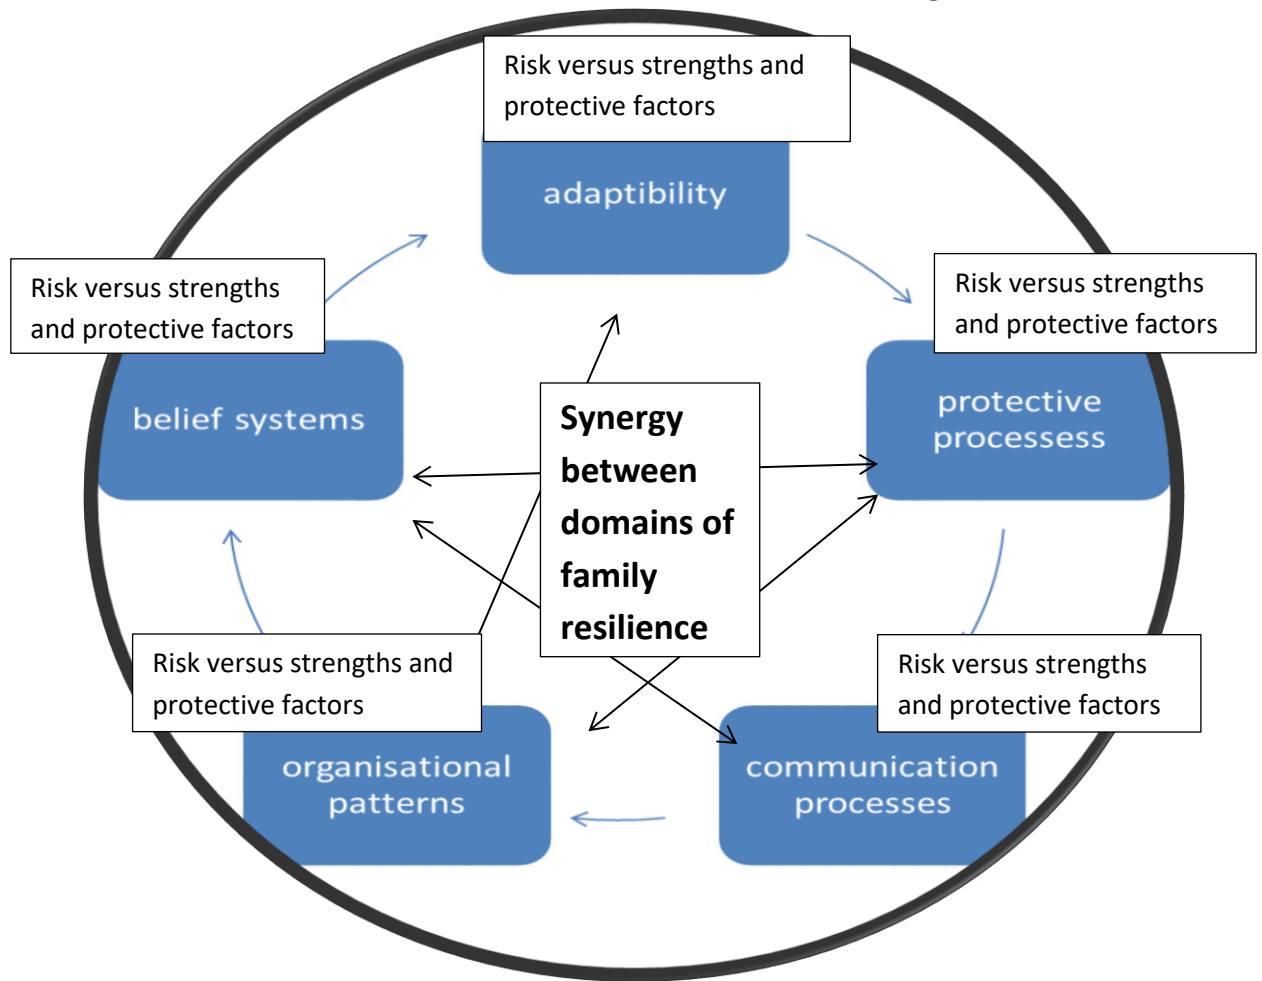 Risk versus strengths and
protective factors
adaptibility
Risk versus strengths
and protective factors
belief systems
Risk versus strengths
and protective factors
protective
processess
Synergy
between
domains of
family
resilience
Risk versus strengths and
protective factors
organisational
patterns
Risk versus strengths
and protective factors
communication
processes